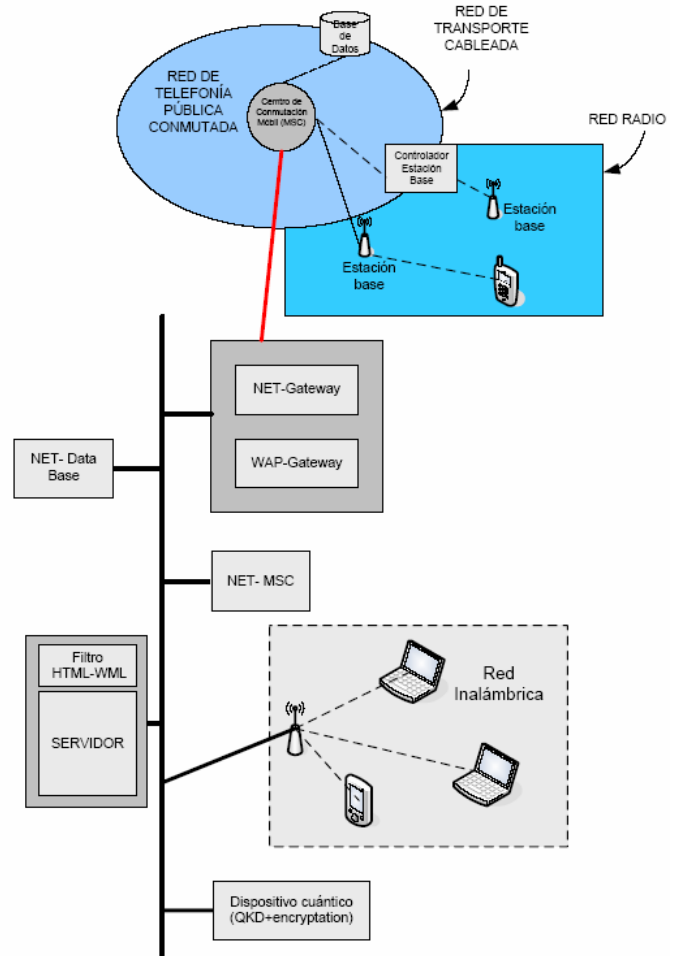 Base
de
Datos
RED DE
TRANSPORTE
CABLEADA
RED DE
TELEFONÍA
PÚBLICA
CONMUTADA
Cerntro de
Conmutación
Móbil (MSC)
RED RADIO
Controlador
Estación
Base
Estación
base
Estación
base
NET-Gateway
WAP-Gateway
NET- Data
Base
NET- MSC
Filtro
HTML-WML
SERVIDOR
Red
Inalámbrica
Dispositivo cuántico
(QKD+encryptation)